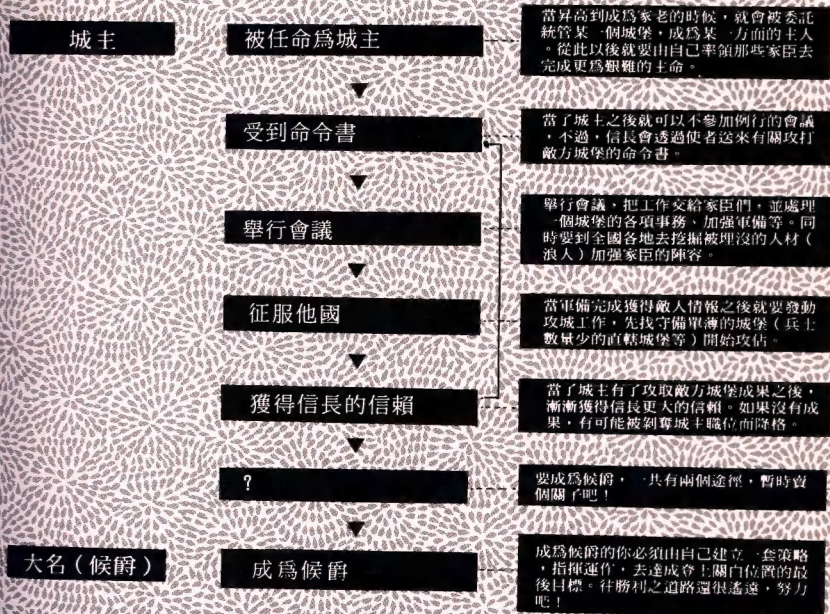 城主
被任命爲城主
當昇高到成爲家老的時候，就會被委託
統管某一個城堡，成爲某一方面的主人
。從此以後就要由自己率領那些家臣去
完成更爲艱難的主命。
受到命令書
當了城主之後就可以不參加例行的會議
，不過，信長會透過使者送來有關攻打
敵方城堡的命令書。
舉行會議
舉行會議、把工作交給家臣們，並處理
一個城堡的各項事務、加强軍備等。同
時要到全國各地去挖掘被埋沒的人材（
浪人）加强家臣的陣容。
征服他國
當軍備完成獲得敵人情報之後就要發動
攻城工作，先找守備單薄的城堡（兵士
數量少的直轄城堡等）開始攻佔。
獲得信長的信賴
當了城主有了攻取敵方城堡成果之後，
漸漸獲得信長更大的信賴。如果沒有成
果，有可能被剝奪城主職位而降格。
？
要成爲候爵，一共有兩個途徑，暫時賣
個關子吧！
大名（候爵）
成爲候爵
成爲候爵的你必須由自己建立一套策略
，指揮運作，去達成登上關白位置的最
後目標。往勝利之道路還很遙遠，努力
吧！